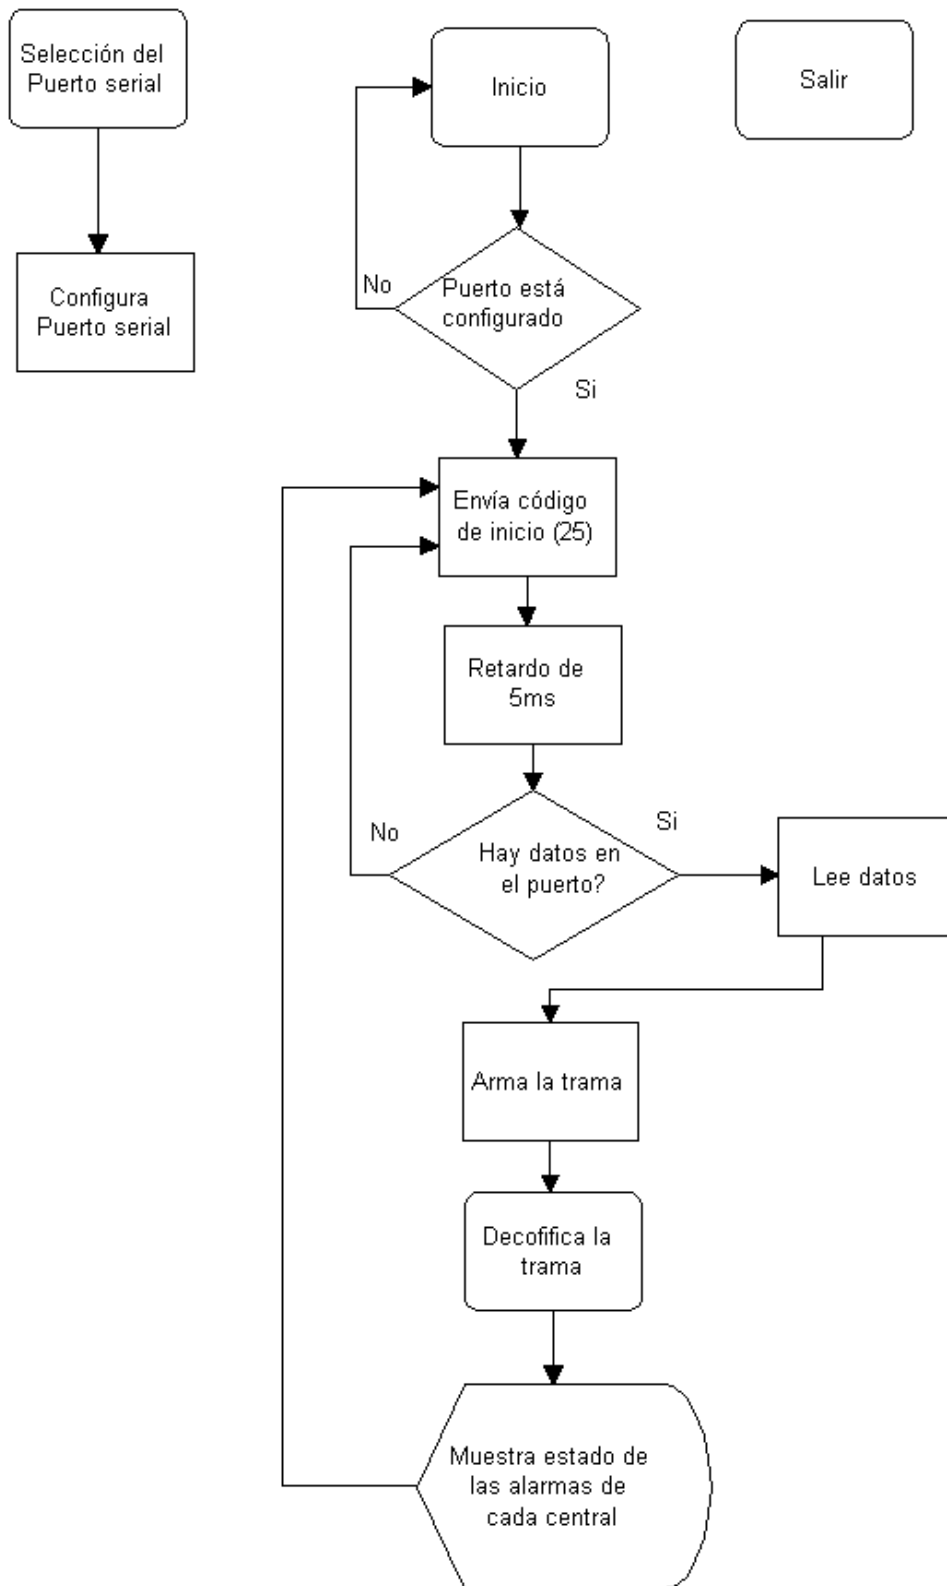 Selección del
Puerto serial
Inicio
Salir
Configura
Puerto serial
No
Puerto está
configurado
Si
Envía código
de inicio (25)
Retardo de
5ms
No
Hay datos en
el puerto?
Si
Lee datos
Arma la trama
Decofifica la
trama
Muestra estado de
las alarmas de
cada central